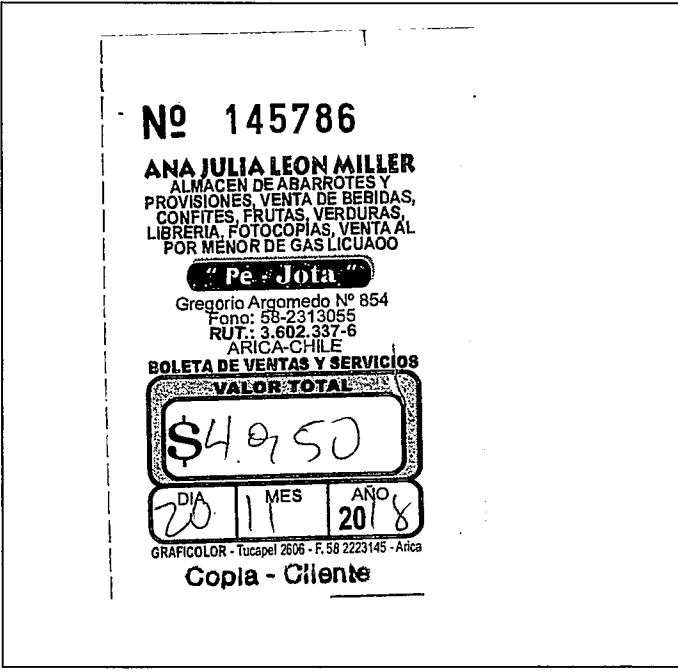 Nº 145786
ANA JULIA LEON MILLER
ALMACEN DE ABARROTES Y
PROVISIONES, VENTA DE BEBIDAS,
CONFITES, FRUTAS, VERDURAS,
LIBRERIA, FOTOCOPIAS, VENTA AL
POR MENOR DE GAS LICUADO
" Pé - Jota "
Gregorio Argomedo Nº 854
Fono: 58-2313055
RUT.: 3.602.337-6
ARICA-CHILE
BOLETA DE VENTAS Y SERVICIOS
VALOR TOTAL
$4.950
DIA MES AÑO
20 11 2018
GRAFICOLOR - Tucapel 2606 - F. 58 2223145 - Arica
Copia - Cliente